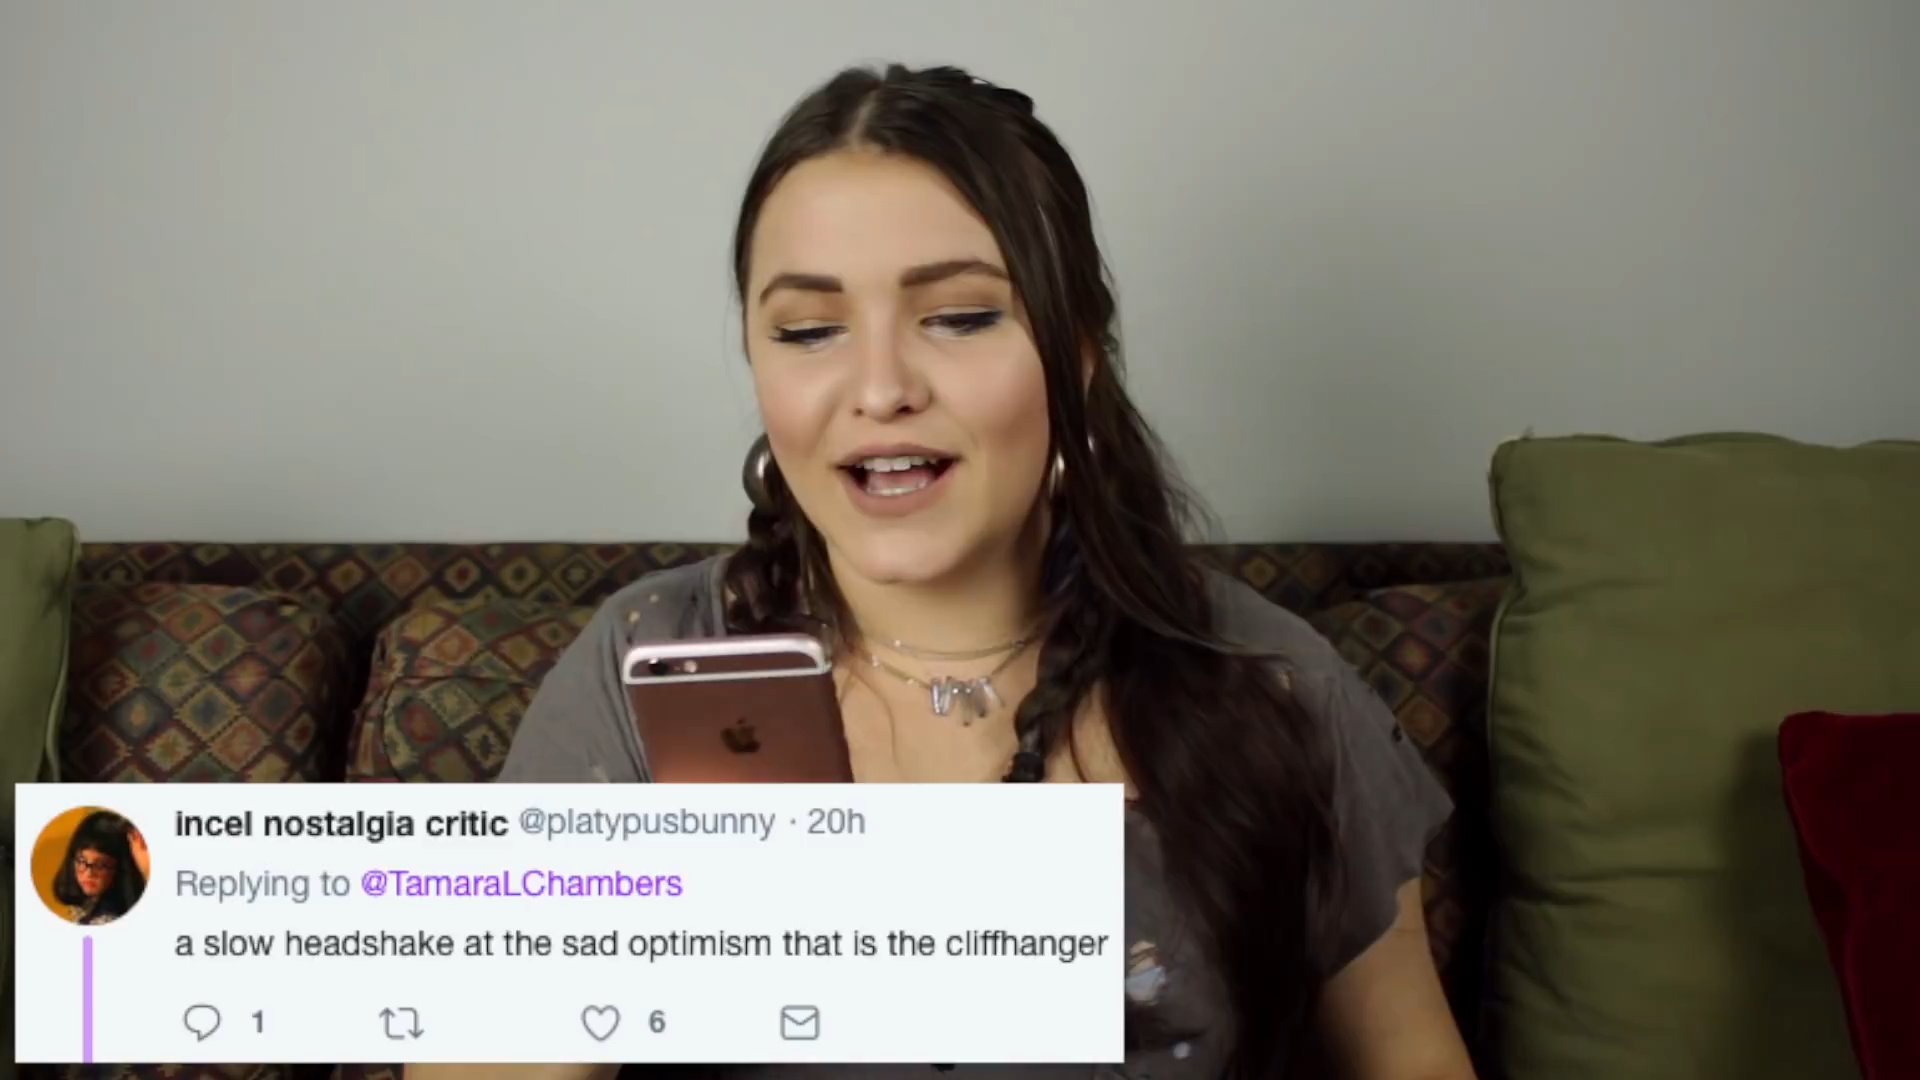 incel nostalgia critic @platypusbunny · 20h
Replying to @TamaraLChambers
a slow headshake at the sad optimism that is the cliffhanger
1 6